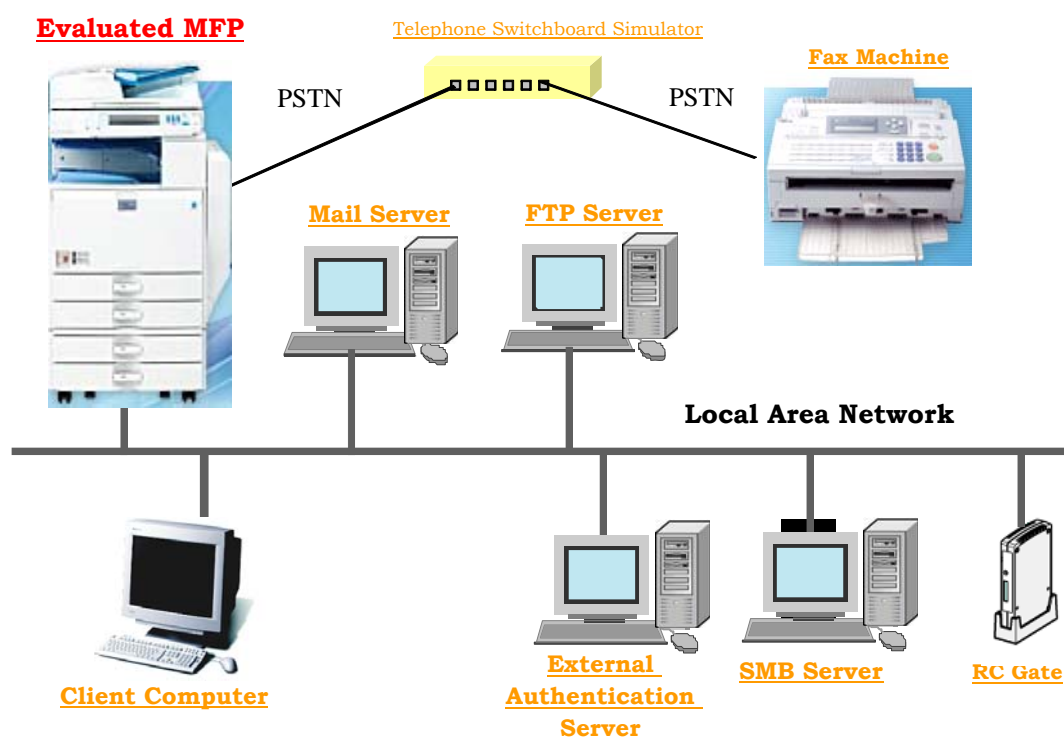 Evaluated MFP
Telephone Switchboard Simulator
Fax Machine
PSTN
PSTN
Mail Server
FTP Server
Local Area Network
Client Computer
External
Authentication
Server
SMB Server
RC Gate